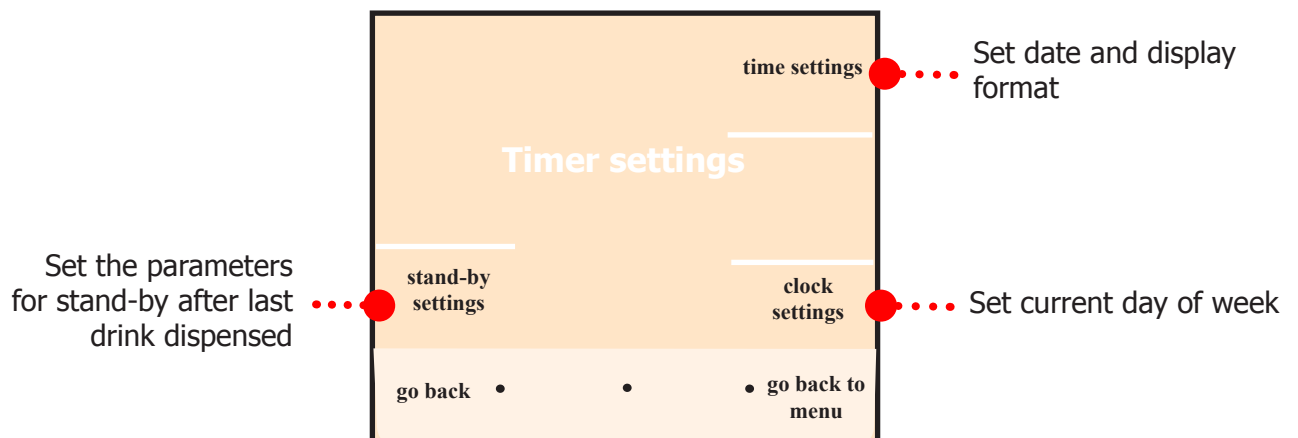 time settings
Set date and display
format
Timer settings
Set the parameters
for stand-by after last
drink dispensed
stand-by
settings
clock
settings
Set current day of week
go back
go back to
menu